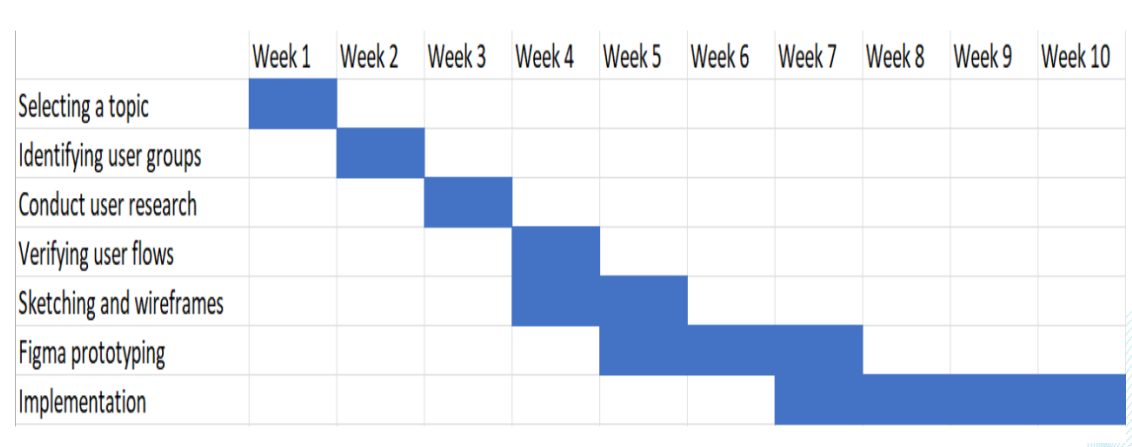 Week 1 Week 2 Week 3 Week 4 Week 5 Week 6 Week 7 Week 8 Week 9 Week 10
Selecting a topic
Identifying user groups
Conduct user research
Verifying user flows
Sketching and wireframes
Figma prototyping
Implementation